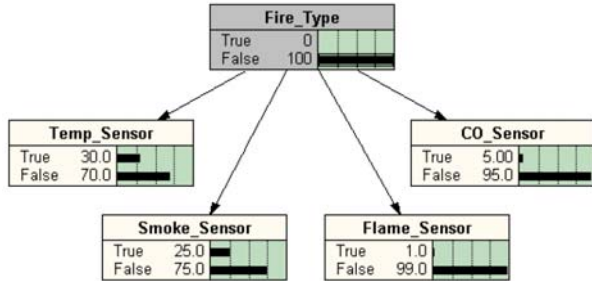 Fire_Type
True 0
False 100
Temp_Sensor
True 30.0
False 70.0
CO_Sensor
True 5.00
False 95.0
Smoke_Sensor
True 25.0
False 75.0
Flame_Sensor
True 1.0
False 99.0